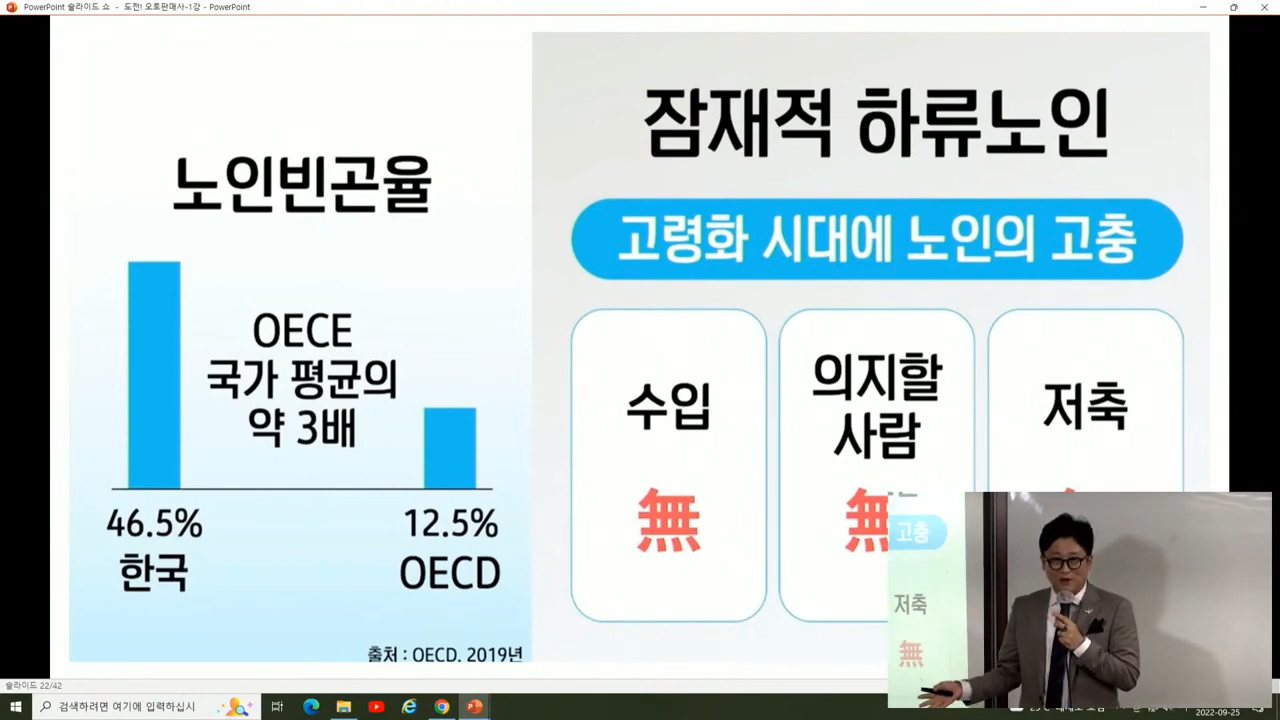 PowerPoint 슬라이드 쇼 - 도전! 오토판매사-1강 - PowerPoint
노인빈곤율
OECE
국가 평균의
약 3배
46.5%
한국
12.5%
OECD
출처 : OECD. 2019년
잠재적 하류노인
고령화 시대에 노인의 고충
수입
無
의지할
사람
無
저축
고충
저축
無
슬라이드 22/42
검색하려면 여기에 입력하십시
2022-09-25